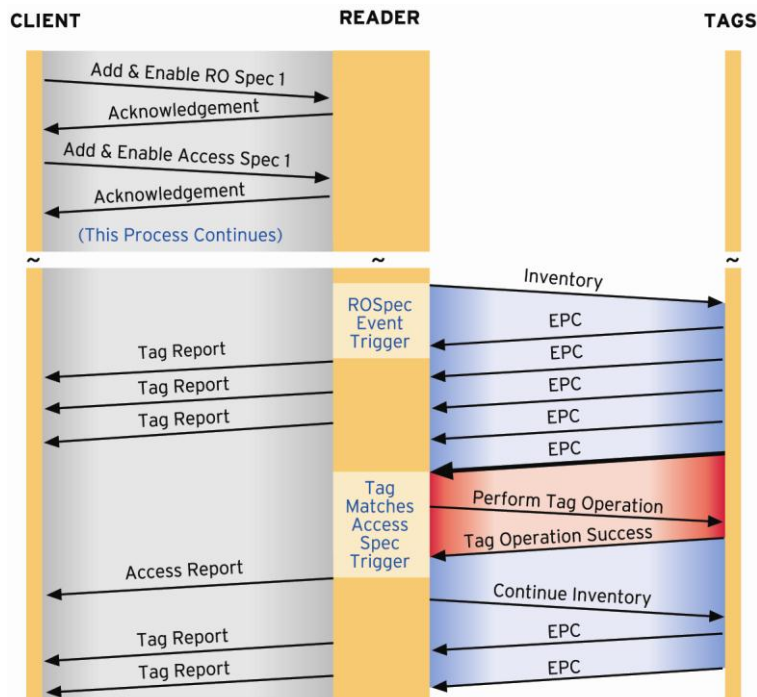 CLIENT
READER
TAGS
Add & Enable RO Spec 1
Acknowledgement
Add & Enable Access Spec 1
Acknowledgement
(This Process Continues)
~
~
~
Inventory
ROSpec
Event
Trigger
EPC
Tag Report
EPC
Tag Report
EPC
Tag Report
EPC
EPC
Tag
Matches
Access
Spec
Trigger
Perform Tag Operation
Tag Operation Success
Access Report
Continue Inventory
Tag Report
EPC
Tag Report
EPC